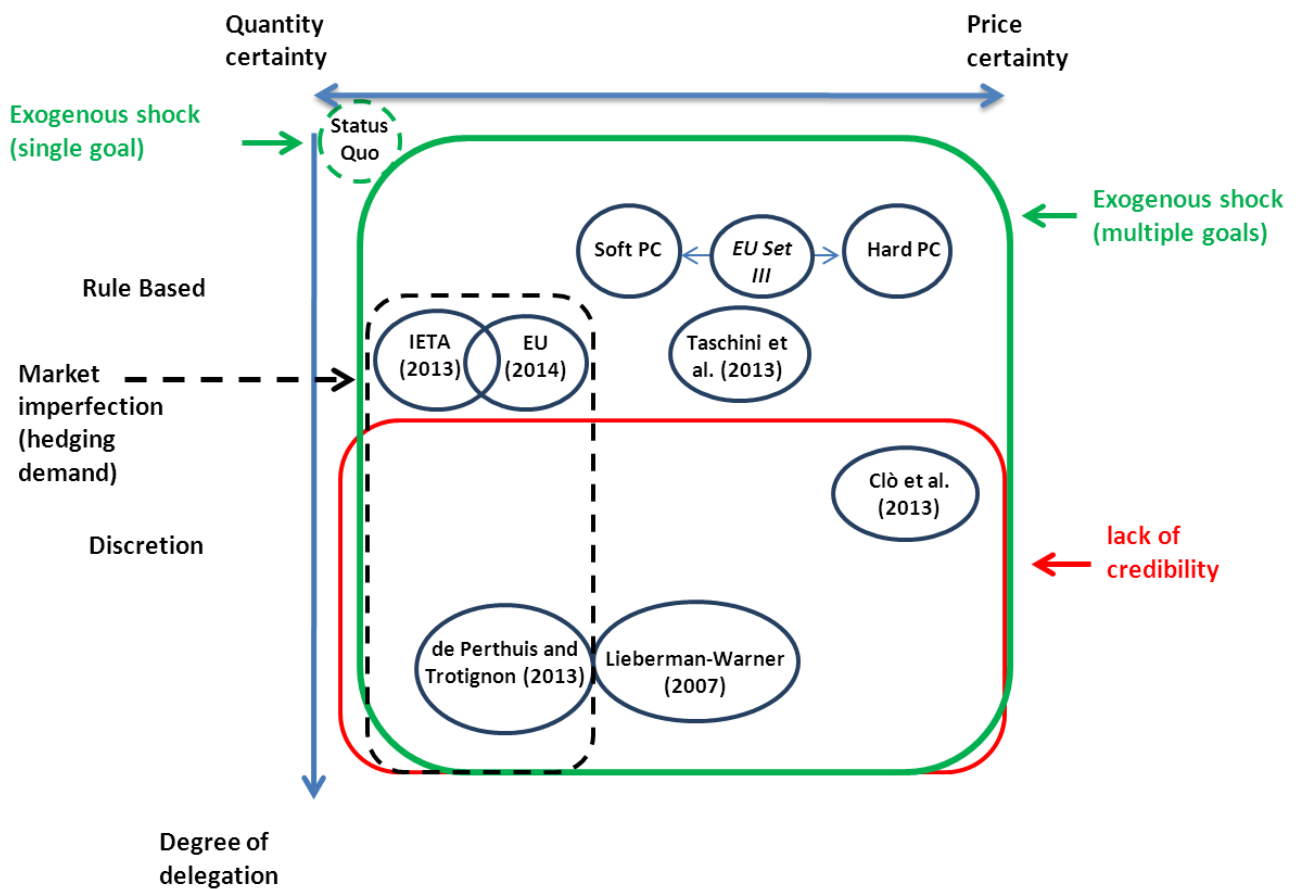 Quantity
certainty
Price
certainty
Exogenous shock
(single goal)
Status
Quo
Exogenous shock
(multiple goals)
Soft PC
EU Set
III
Hard PC
Rule Based
IETA
(2013)
EU
(2014)
Taschini et
al. (2013)
Market
imperfection
(hedging
demand)
Clò et al.
(2013)
Discretion
lack of
credibility
de Perthuis and
Trotignon (2013)
Lieberman-Warner
(2007)
Degree of
delegation